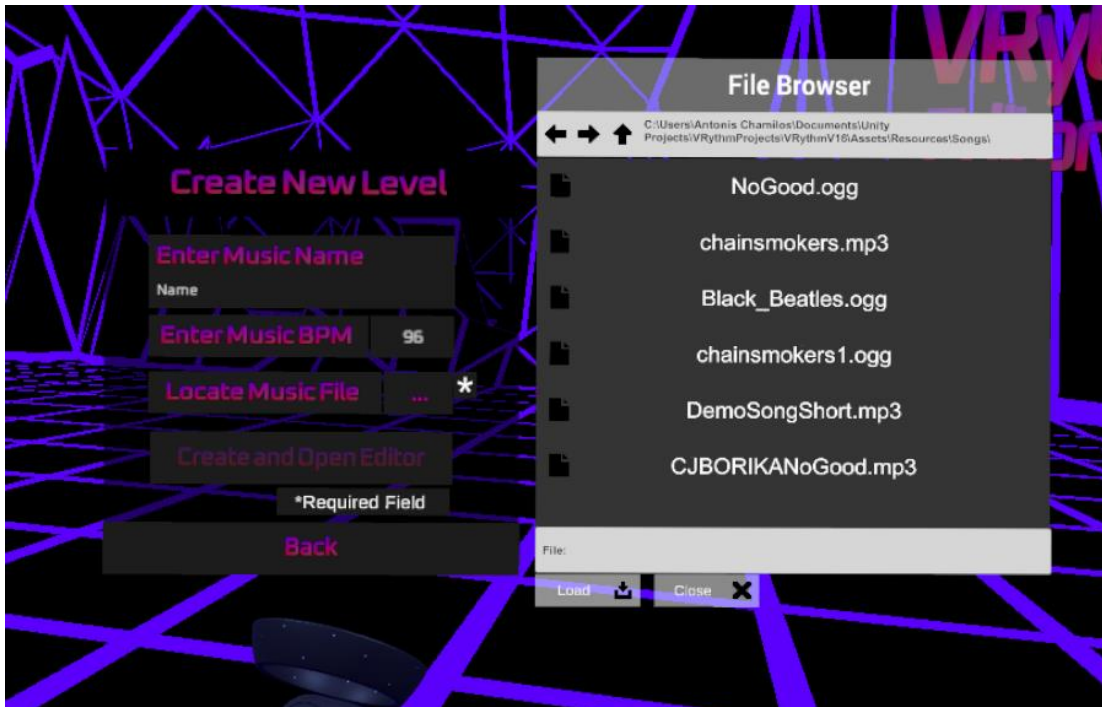 Create New Level
Enter Music Name
Name
Enter Music BPM
96
Locate Music File
...
*
Create and Open Editor
*Required Field
Back
VRyt
File Browser
C:\Users\Antonis Chamilos\Documents\Unity
Projects\VRythmProjects\VRythmV16\Assets\Resources\Songs\
NoGood.ogg
chainsmokers.mp3
Black_Beatles.ogg
chainsmokers1.ogg
DemoSongShort.mp3
CJBORIKANoGood.mp3
File:
Load
Close